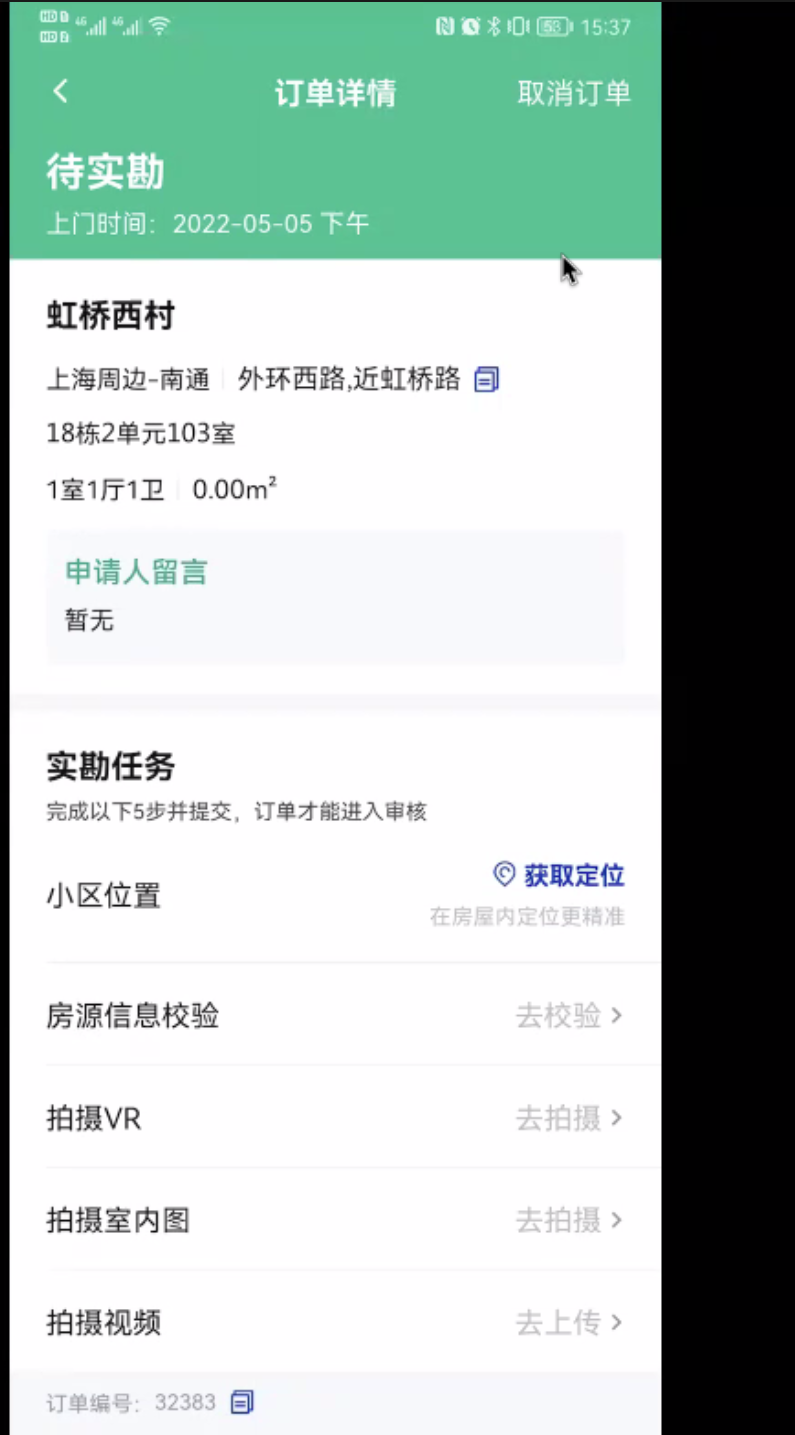 HD 4G 4G 53 15:37
HD 2
订单详情 取消订单
待实勘
上门时间：2022-05-05 下午
虹桥西村
上海周边-南通 外环西路,近虹桥路
18栋2单元103室
1室1厅1卫 0.00m²
申请人留言
暂无
实勘任务
完成以下5步并提交，订单才能进入审核
小区位置 获取定位
在房屋内定位更精准
房源信息校验 去校验
拍摄VR 去拍摄
拍摄室内图 去拍摄
拍摄视频 去上传
订单编号：32383